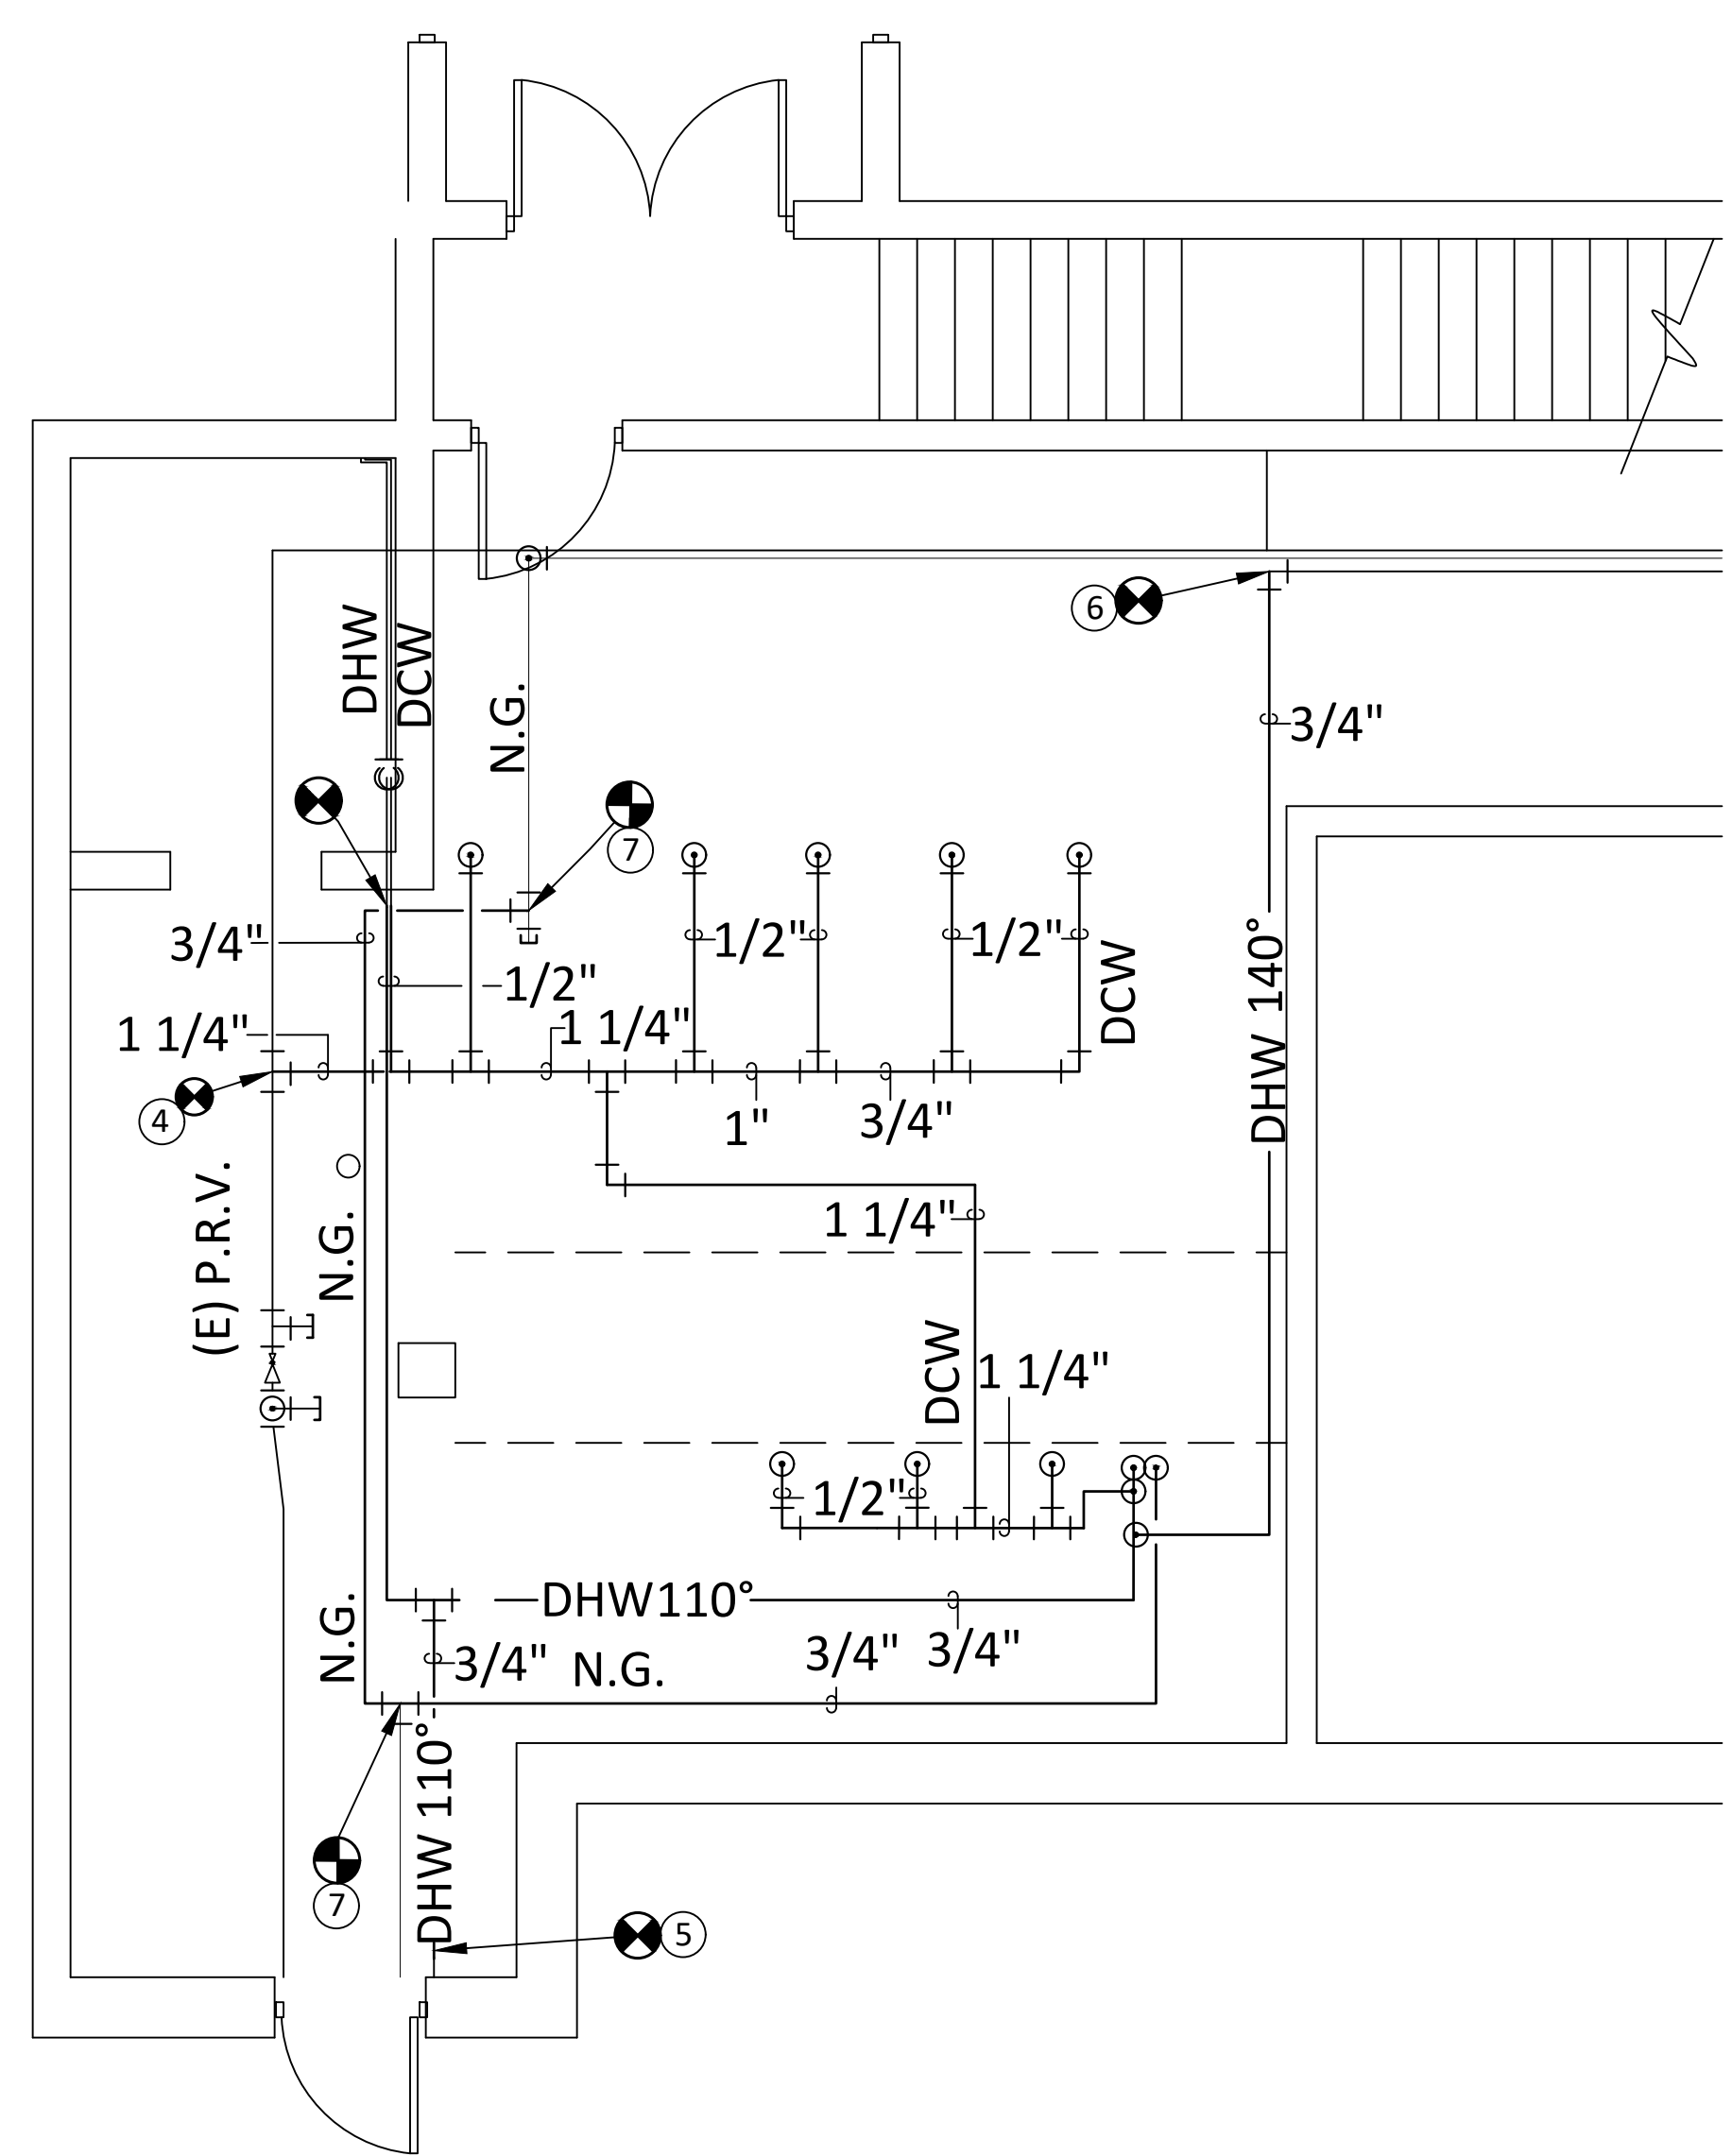 DHW
DCW
N.G.
6
3/4"
7
3/4"
1/2"
1/2"
1/2"
DCW
DHW 140°
1 1/4"
1 1/4"
4
1"
3/4"
(E) P.R.V.
N.G.
1 1/4"
DCW
1 1/4"
1/2"
N.G.
DHW110°
3/4"
N.G.
3/4"
3/4"
DHW 110°
7
5